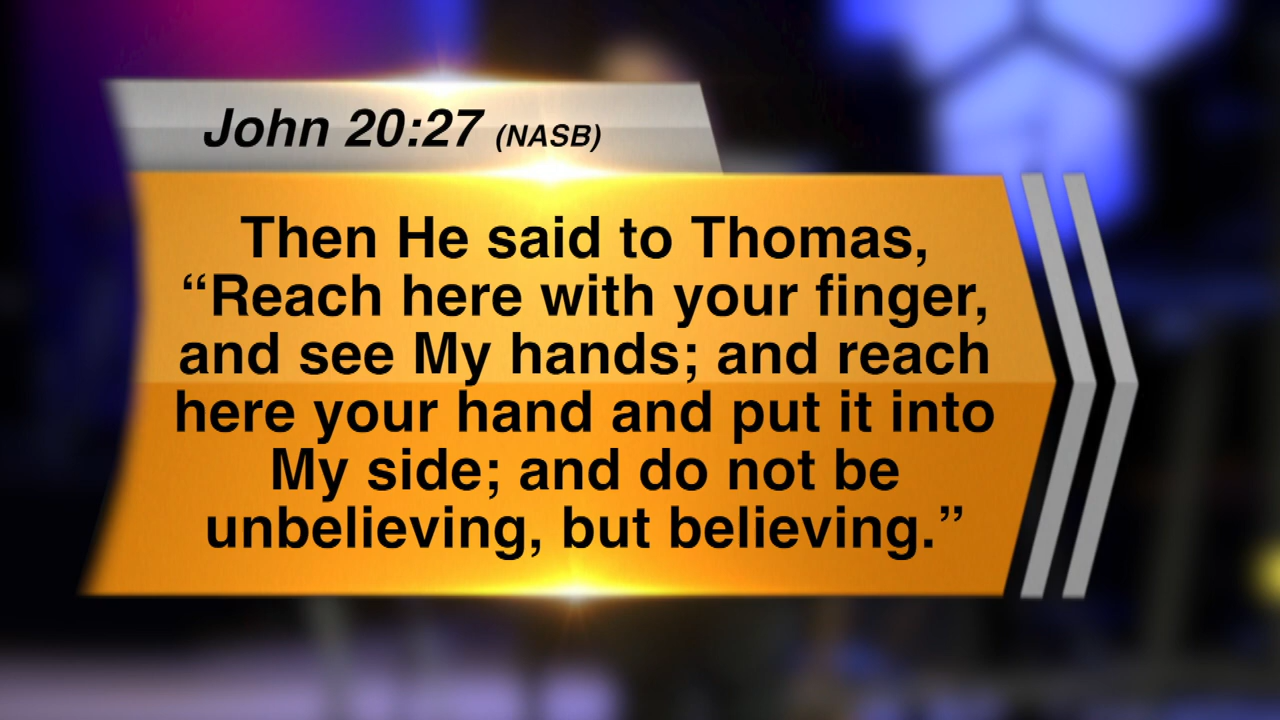 John 20:27 (NASB)
Then He said to Thomas,
“Reach here with your finger,
and see My hands; and reach
here your hand and put it into
My side; and do not be
unbelieving, but believing.”